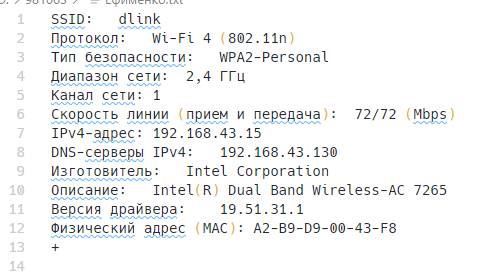 981063 > Ефименко.txt
1 SSID: dlink
2 Протокол: Wi-Fi 4 (802.11n)
3 Тип безопасности: WPA2-Personal
4 Диапазон сети: 2,4 ГГц
5 Канал сети: 1
6 Скорость линии (прием и передача): 72/72 (Mbps)
7 IPv4-адрес: 192.168.43.15
8 DNS-серверы IPv4: 192.168.43.130
9 Изготовитель: Intel Corporation
10 Описание: Intel(R) Dual Band Wireless-AC 7265
11 Версия драйвера: 19.51.31.1
12 Физический адрес (MAC): A2-B9-D9-00-43-F8
13 +
14